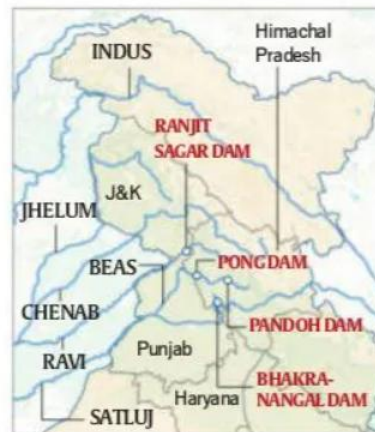 INDUS
Himachal
Pradesh
RANJIT
SAGAR DAM
J&K
JHELUM
BEAS
PONG DAM
CHENAB
PANDOH DAM
RAVI
Punjab
BHAKRA-
NANGAL DAM
Haryana
SATLUJ